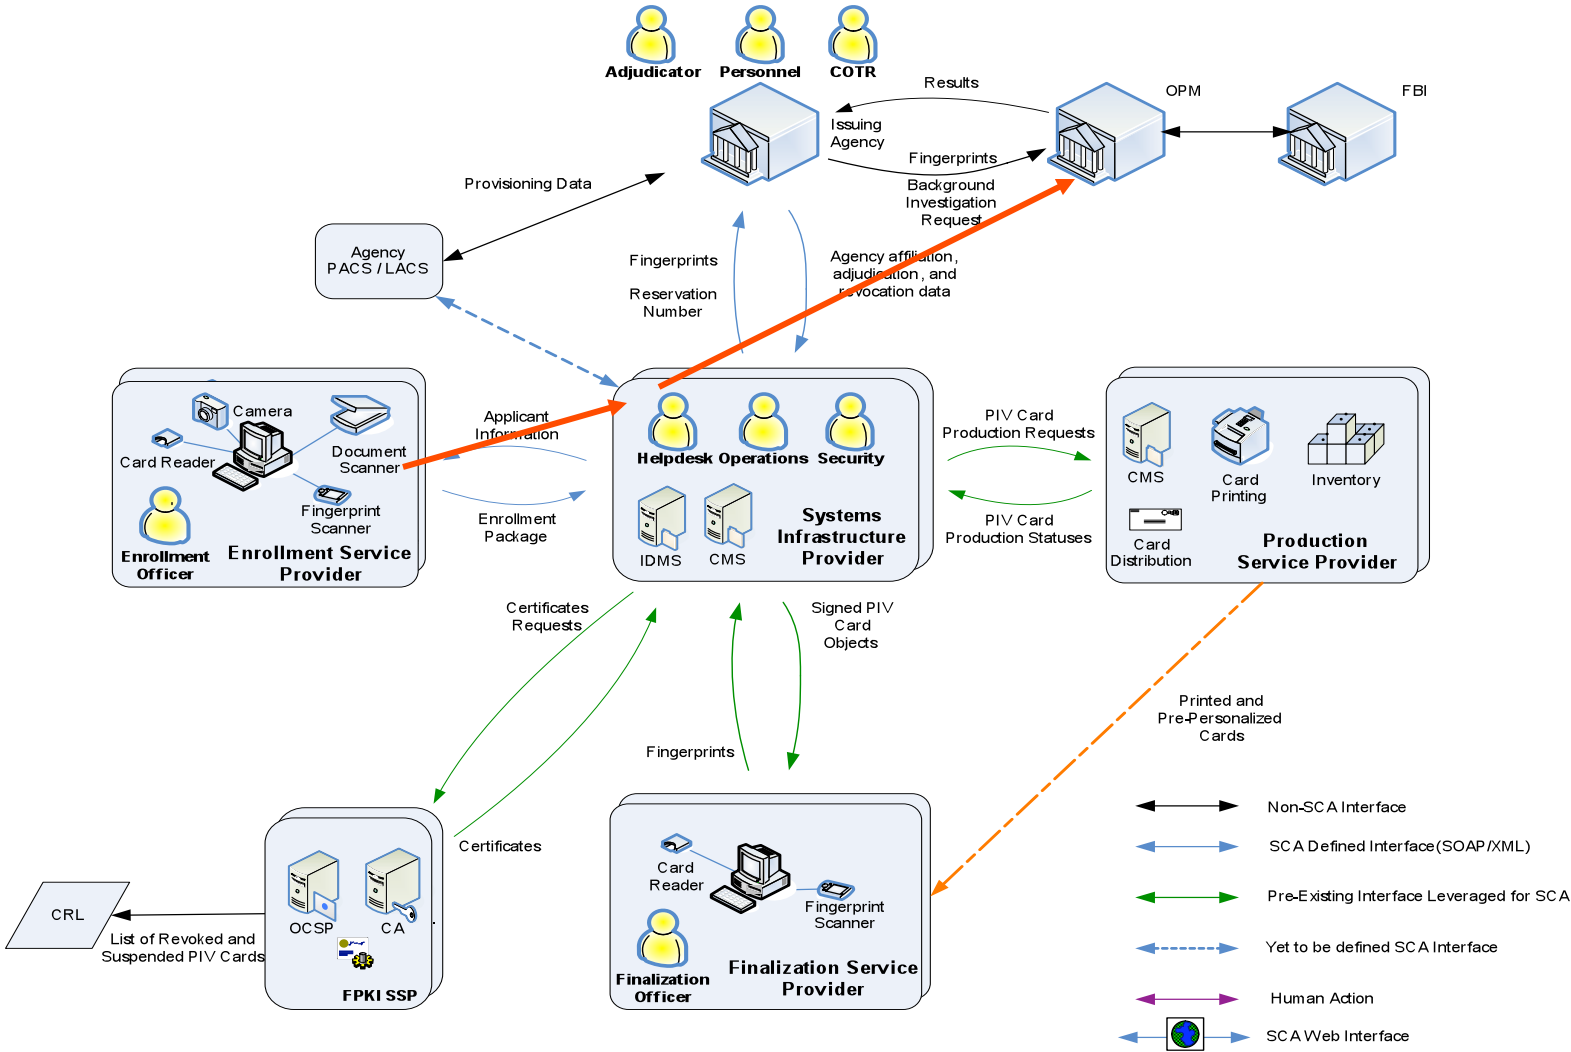 Adjudicator
Personnel
COTR
Results
OPM
FBI
Issuing
Agency
Fingerprints
Background
Investigation
Request
Provisioning Data
Agency
PACS / LACS
Fingerprints
Reservation
Number
Agency affiliation,
adjudication, and
revocation data
Camera
Card Reader
Document
Scanner
Fingerprint
Scanner
Enrollment
Officer
Enrollment Service
Provider
Applicant
Information
Enrollment
Package
Helpdesk
Operations
Security
IDMS
CMS
Systems
Infrastructure
Provider
PIV Card
Production Requests
PIV Card
Production Statuses
CMS
Card
Printing
Inventory
Card
Distribution
Production
Service Provider
Certificates
Requests
Signed PIV
Card
Objects
Printed and
Pre-Personalized
Cards
Fingerprints
Certificates
CRL
List of Revoked and
Suspended PIV Cards
OCSP
CA
FPKI SSP
Card
Reader
Fingerprint
Scanner
Finalization
Officer
Finalization Service
Provider
Non-SCA Interface
SCA Defined Interface(SOAP/XML)
Pre-Existing Interface Leveraged for SCA
Yet to be defined SCA Interface
Human Action
SCA Web Interface